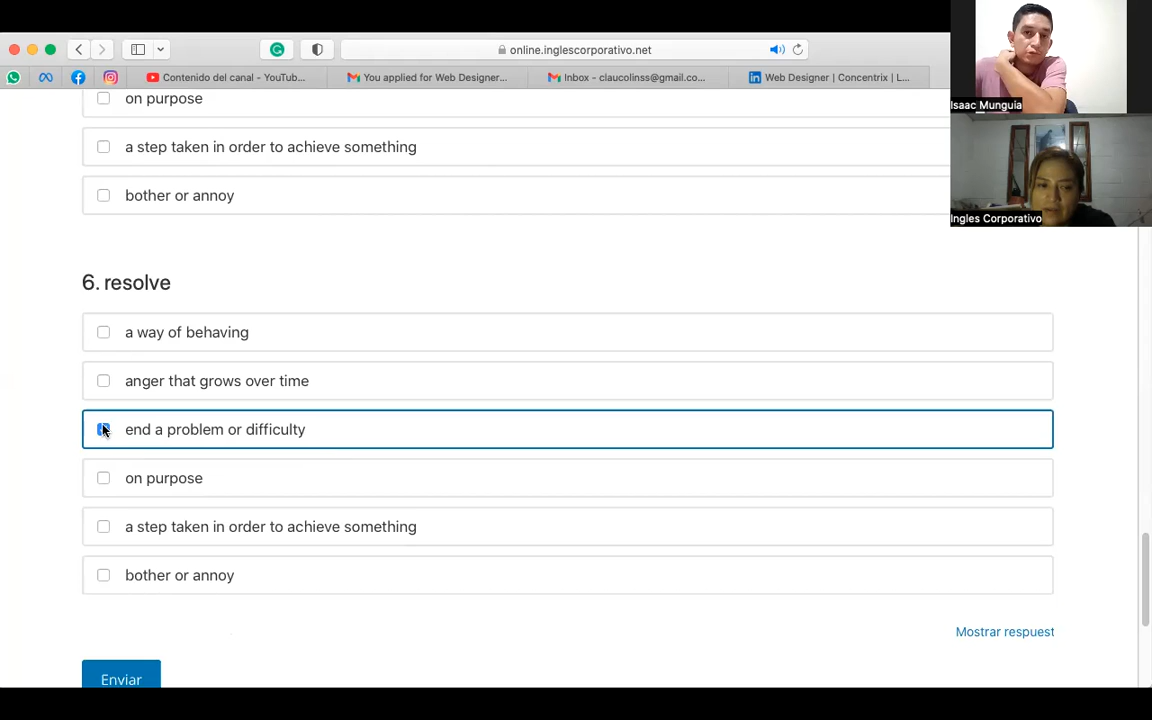 online.inglescorporativo.net
Contenido del canal - YouTub...
You applied for Web Designer...
Inbox - claucolinss@gmail.co...
Web Designer | Concentrix | L...
Isaac Munguía
Ingles Corporativo
on purpose
a step taken in order to achieve something
bother or annoy
6. resolve
a way of behaving
anger that grows over time
end a problem or difficulty
on purpose
a step taken in order to achieve something
bother or annoy
Mostrar respuest
Enviar